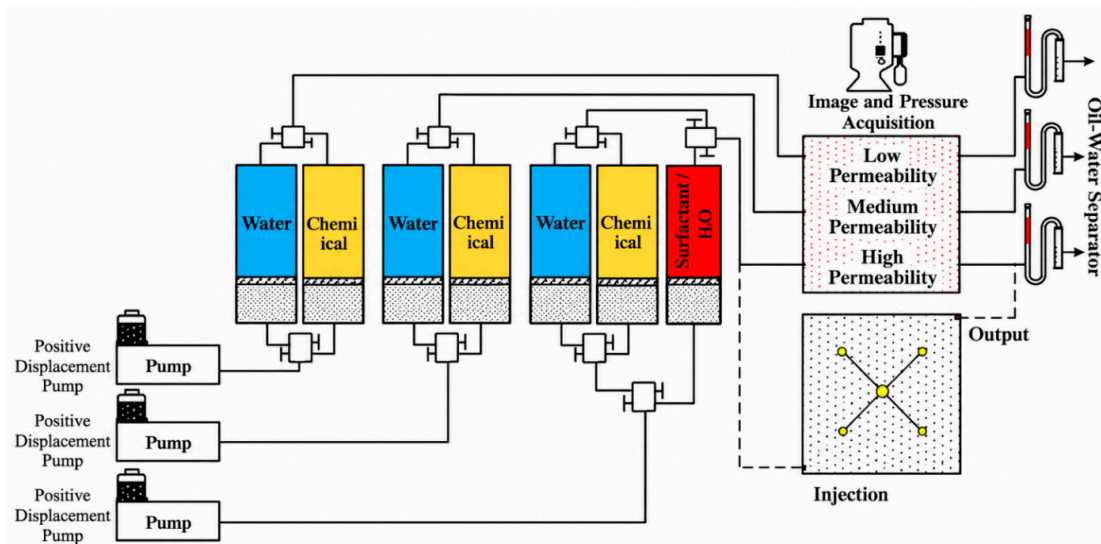 Image and Pressure
Acquisition
Low
Permeability
Medium
Permeability
High
Permeability
Oil-Water Separator
Water
Chemi
ical
Water
Chemi
ical
Water
Chemi
ical
Surfactant /
H₂O
Output
Injection
Positive
Displacement
Pump
Pump
Positive
Displacement
Pump
Pump
Positive
Displacement
Pump
Pump